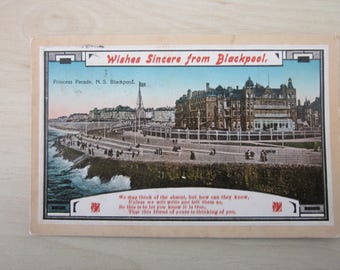 Wishes Sincere from Blackpool.
Princess Parade, N. S. Blackpool.
We may think of the absent, but how can they know,
Unless we will write and tell them so,
So this is to let you know it is true,
That this friend of yours is thinking of you.